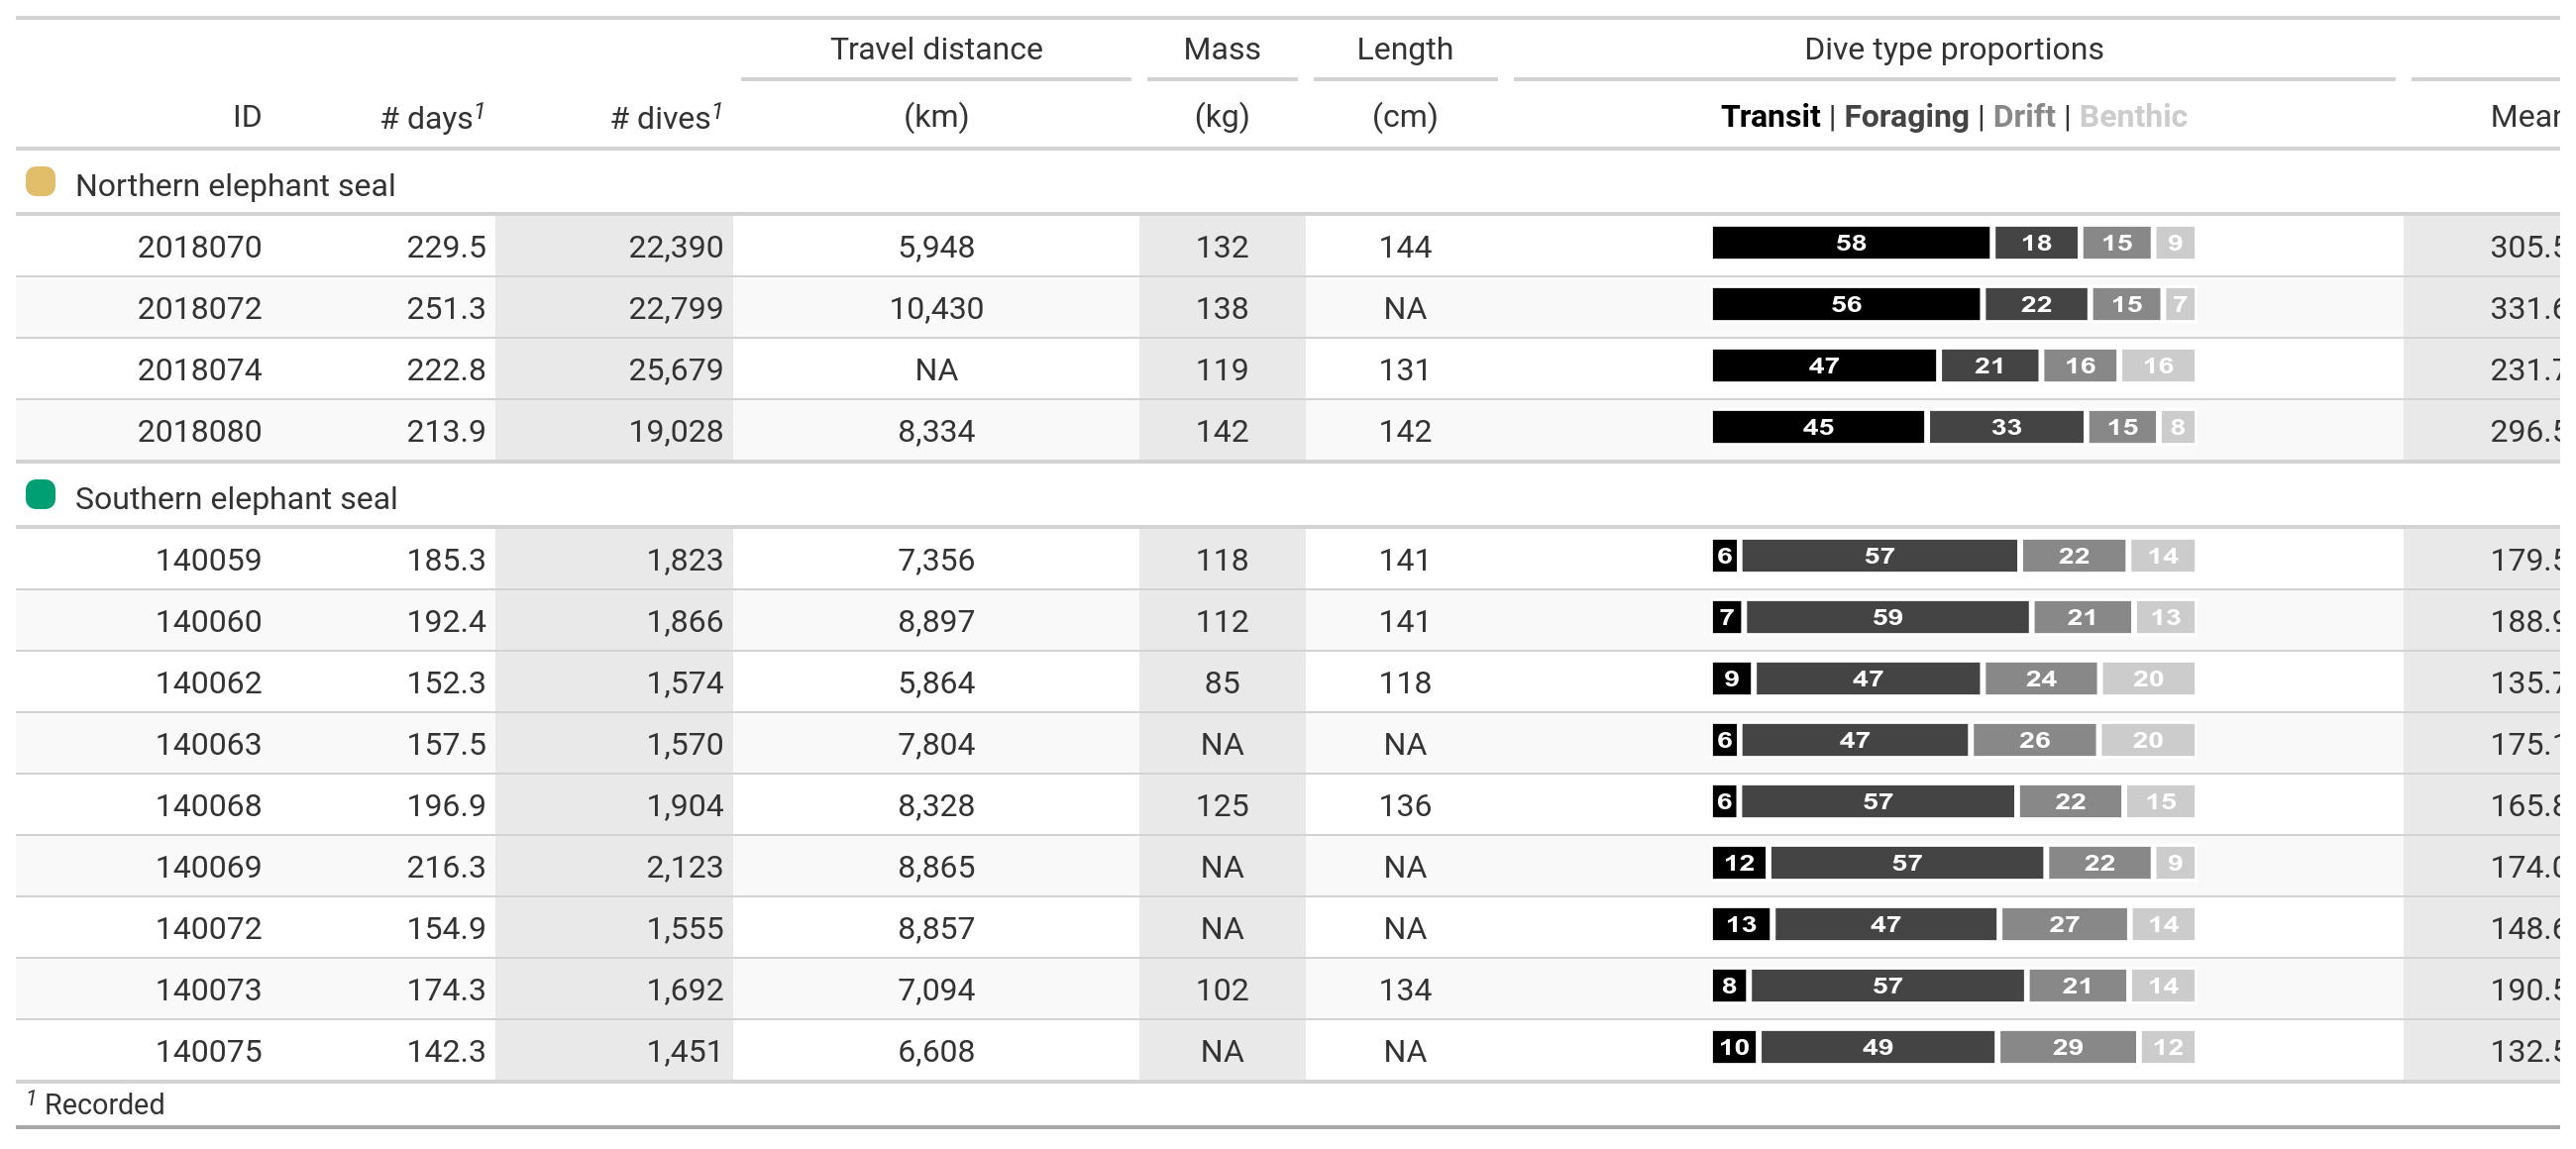 Travel distance Mass Length Dive type proportions
ID # days1 # dives1 (km) (kg) (cm) Transit | Foraging | Drift | Benthic
Northern elephant seal
2018070 229.5 22,390 5,948 132 144 58 18 15 9 305.5
2018072 251.3 22,799 10,430 138 NA 56 22 15 7 331.6
2018074 222.8 25,679 NA 119 131 47 21 16 16 231.7
2018080 213.9 19,028 8,334 142 142 45 33 15 8 296.5
Southern elephant seal
140059 185.3 1,823 7,356 118 141 6 57 22 14 179.5
140060 192.4 1,866 8,897 112 141 7 59 21 13 188.9
140062 152.3 1,574 5,864 85 118 9 47 24 20 135.7
140063 157.5 1,570 7,804 NA NA 6 47 26 20 175.1
140068 196.9 1,904 8,328 125 136 6 57 22 15 165.8
140069 216.3 2,123 8,865 NA NA 12 57 22 9 174.0
140072 154.9 1,555 8,857 NA NA 13 47 27 14 148.6
140073 174.3 1,692 7,094 102 134 8 57 21 14 190.5
140075 142.3 1,451 6,608 NA NA 10 49 29 12 132.5
1 Recorded